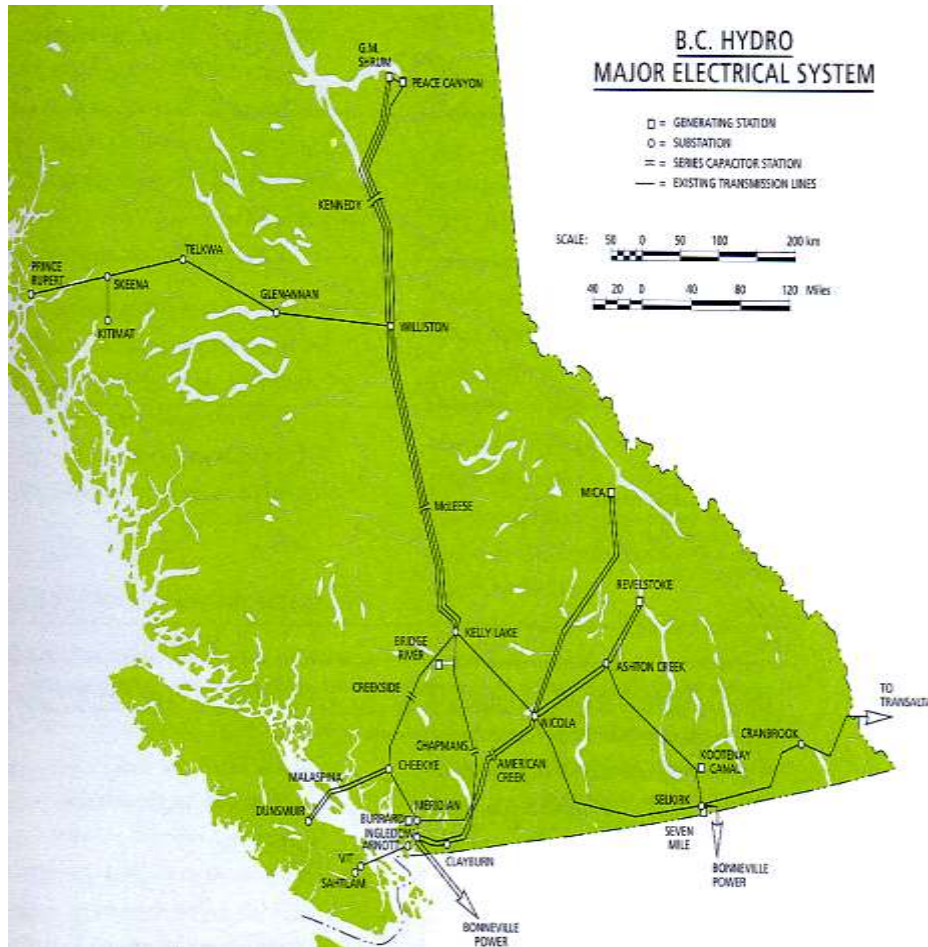 B.C. HYDRO
MAJOR ELECTRICAL SYSTEM
= GENERATING STATION
= SUBSTATION
= SERIES CAPACITOR STATION
= EXISTING TRANSMISSION LINES
SCALE: 50 0 50 100 200 km
40 20 0 40 80 120 Miles
G.M.
SHRUM
PEACE CANYON
KENNEDY
TELKWA
PRINCE
RUPERT
SKEENA
GLENANNAN
KITIMAT
WILLISTON
MICA
McLEESE
REVELSTOKE
KELLY LAKE
BRIDGE
RIVER
ASHTON CREEK
CREEKSIDE
TO
TRANSALTA
NICOLA
CRANBROOK
CHAPMANS
KOOTENAY
CANAL
AMERICAN
CREEK
CHEEKYE
MALASPINA
DUNSMUIR
MERIDIAN
SELKIRK
BURRARD
INGLEDOW
ARNOTT
SEVEN
MILE
CLAYBURN
VIT
SAHTLAM
BONNEVILLE
POWER
BONNEVILLE
POWER